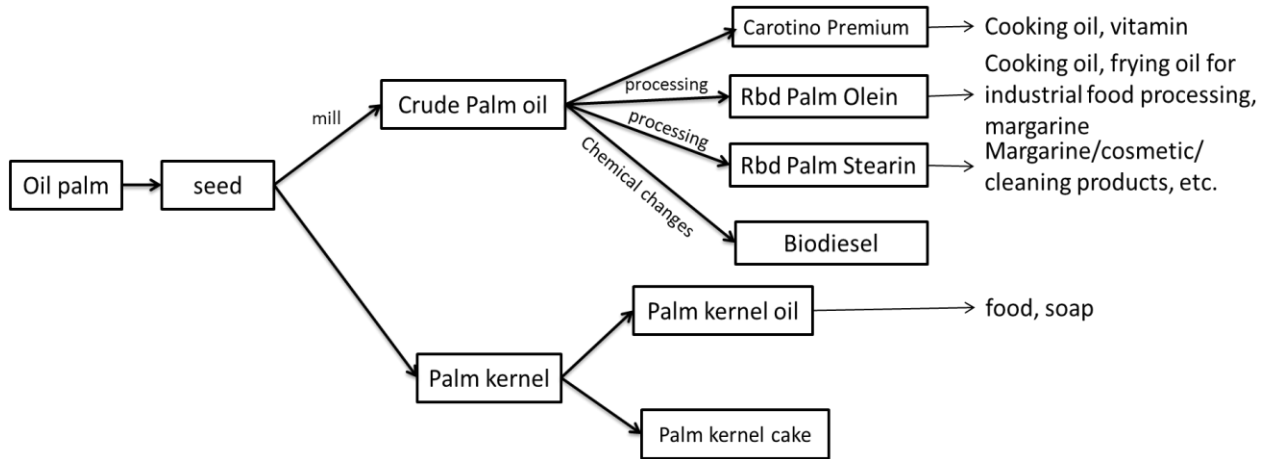 Carotino Premium
Cooking oil, vitamin
processing
Rbd Palm Olein
Cooking oil, frying oil for
industrial food processing,
margarine
mill
Crude Palm oil
processing
Rbd Palm Stearin
Margarine/cosmetic/
cleaning products, etc.
Chemical changes
Biodiesel
Oil palm
seed
Palm kernel oil
food, soap
Palm kernel
Palm kernel cake